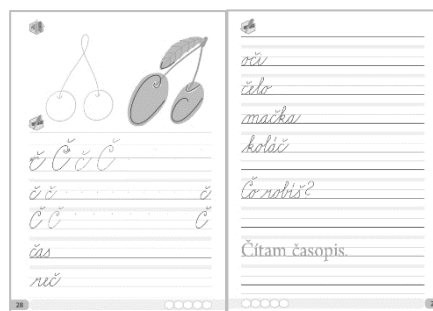 č Č č Č
č č č
Č Č Č
čas
reč
28
oči
čelo
mačka
koláč
Čo robíš?
Čítam časopis.